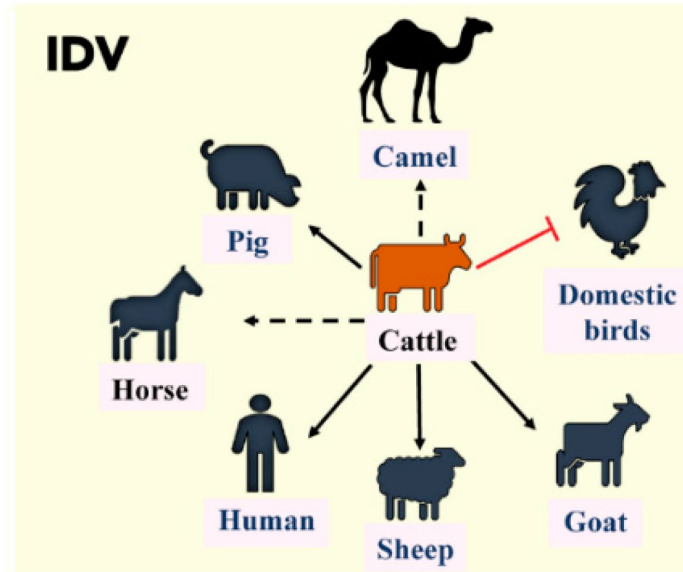 IDV
Camel
Pig
Domestic
birds
Cattle
Horse
Human
Sheep
Goat